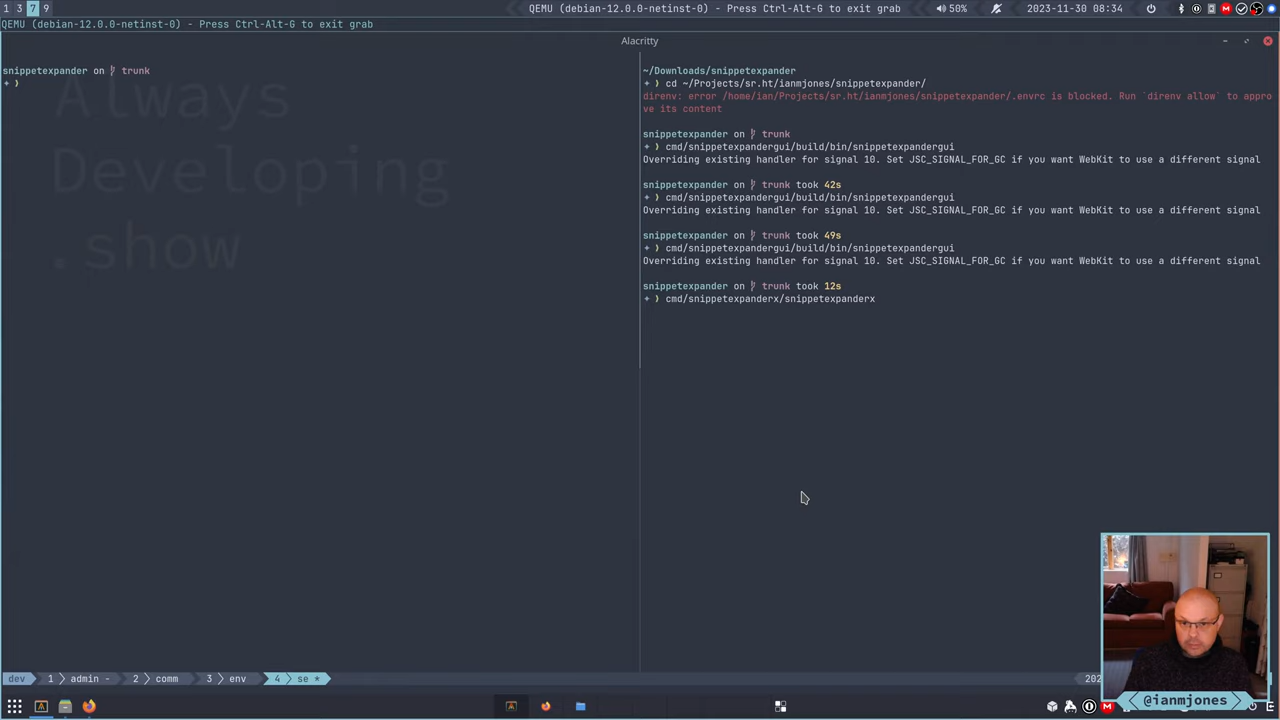 1 3 7 9
QEMU (debian-12.0.0-netinst-0) - Press Ctrl-Alt-G to exit grab
50%
2023-11-30 08:34
QEMU (debian-12.0.0-netinst-0) - Press Ctrl-Alt-G to exit grab
Alacritty
snippetexpander on trunk
Always
Developing
.show
~/Downloads/snippetexpander
+ ) cd ~/Projects/sr.ht/ianmjones/snippetexpander/
direnv: error /home/ian/Projects/sr.ht/ianmjones/snippetexpander/.envrc is blocked. Run `direnv allow` to appro
ve its content
snippetexpander on trunk
+ ) cmd/snippetexpandergui/build/bin/snippetexpandergui
Overriding existing handler for signal 10. Set JSC_SIGNAL_FOR_GC if you want WebKit to use a different signal
snippetexpander on trunk took 42s
+ ) cmd/snippetexpandergui/build/bin/snippetexpandergui
Overriding existing handler for signal 10. Set JSC_SIGNAL_FOR_GC if you want WebKit to use a different signal
snippetexpander on trunk took 49s
+ ) cmd/snippetexpandergui/build/bin/snippetexpandergui
Overriding existing handler for signal 10. Set JSC_SIGNAL_FOR_GC if you want WebKit to use a different signal
snippetexpander on trunk took 12s
+ ) cmd/snippetexpanderx/snippetexpanderx
dev 1 admin - 2 comm 3 env 4 se *
202
@ianmjones